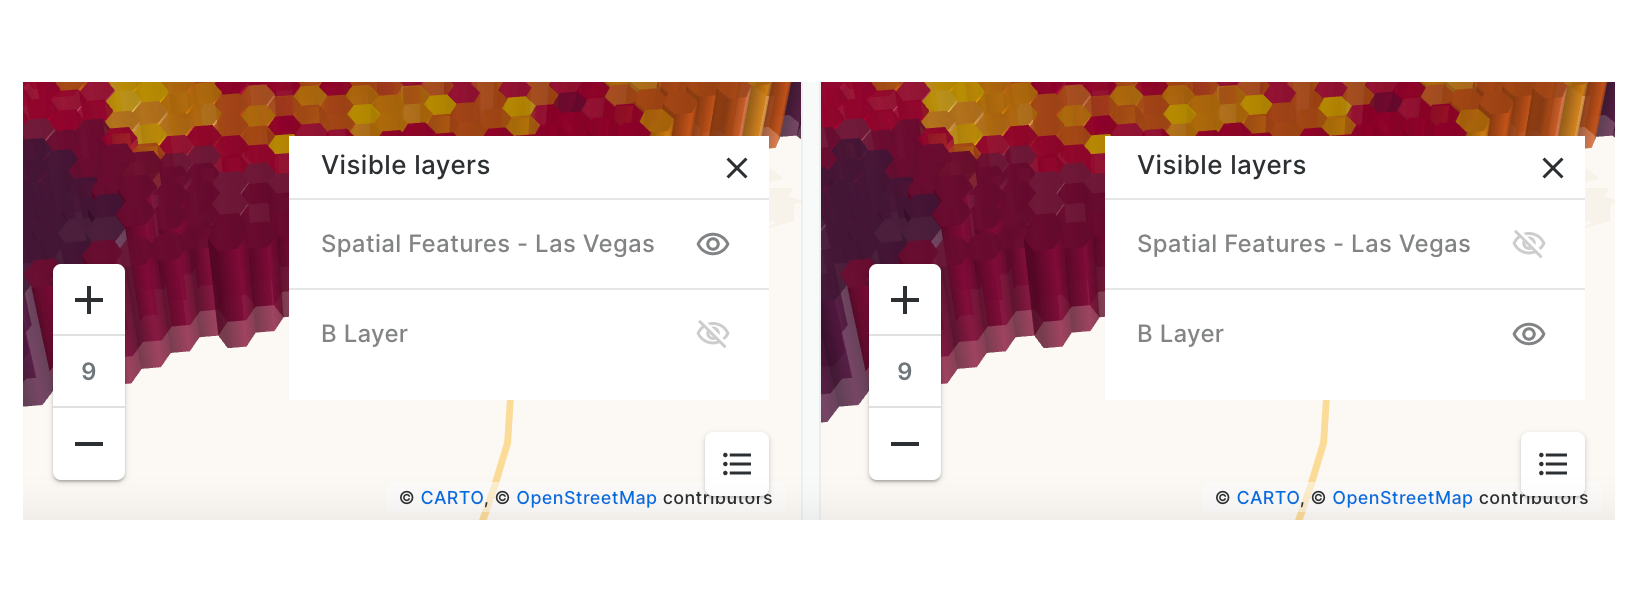 Visible layers
Spatial Features - Las Vegas
B Layer
9
© CARTO, © OpenStreetMap contributors
Visible layers
Spatial Features - Las Vegas
B Layer
9
© CARTO, © OpenStreetMap contributors